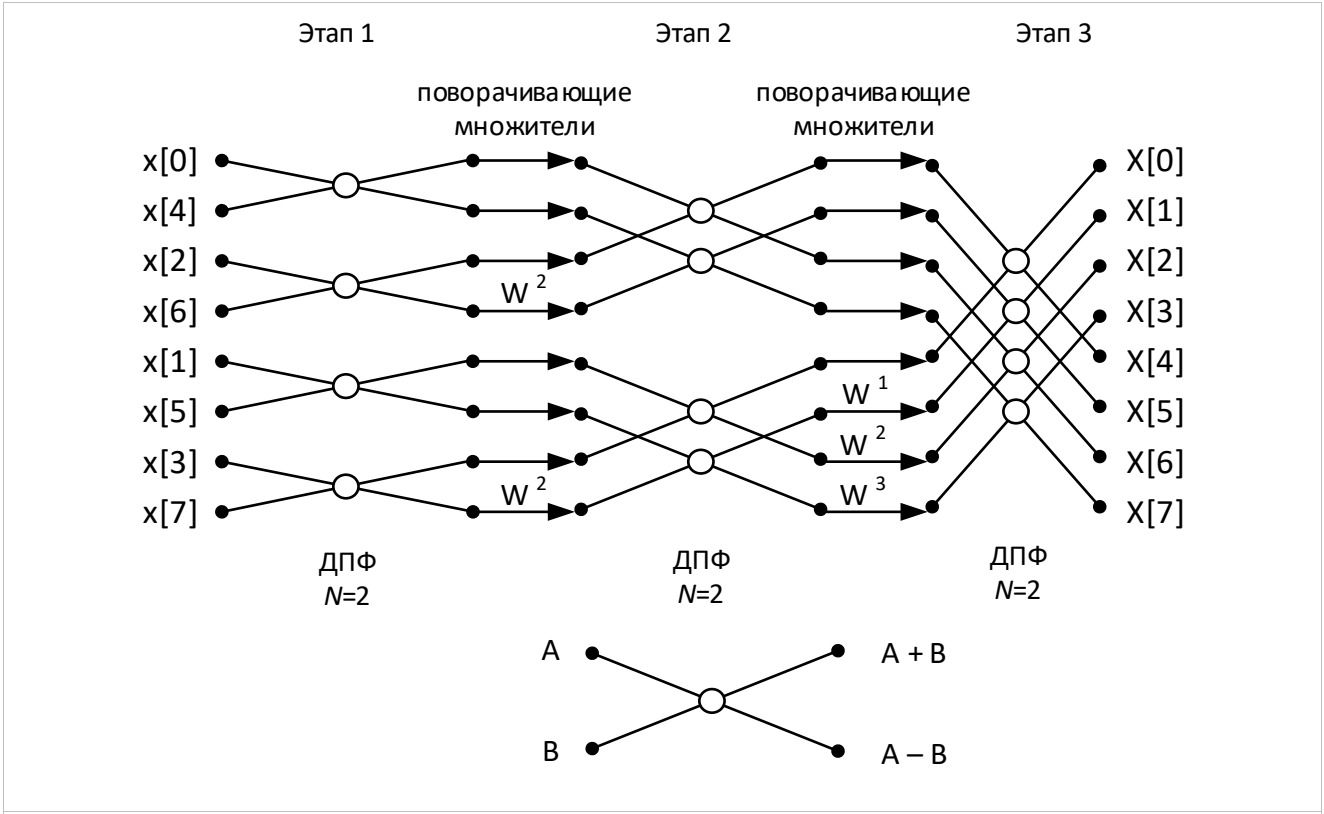 Этап 1 Этап 2 Этап 3
поворачивающие поворачивающие
множители множители
x[0] X[0]
x[4] X[1]
x[2] X[2]
W 2
x[6] X[3]
x[1] X[4]
W 1
x[5] X[5]
W 2
x[3] X[6]
W 2 W 3
x[7] X[7]
ДПФ ДПФ ДПФ
N=2 N=2 N=2
A A + B
B A – B